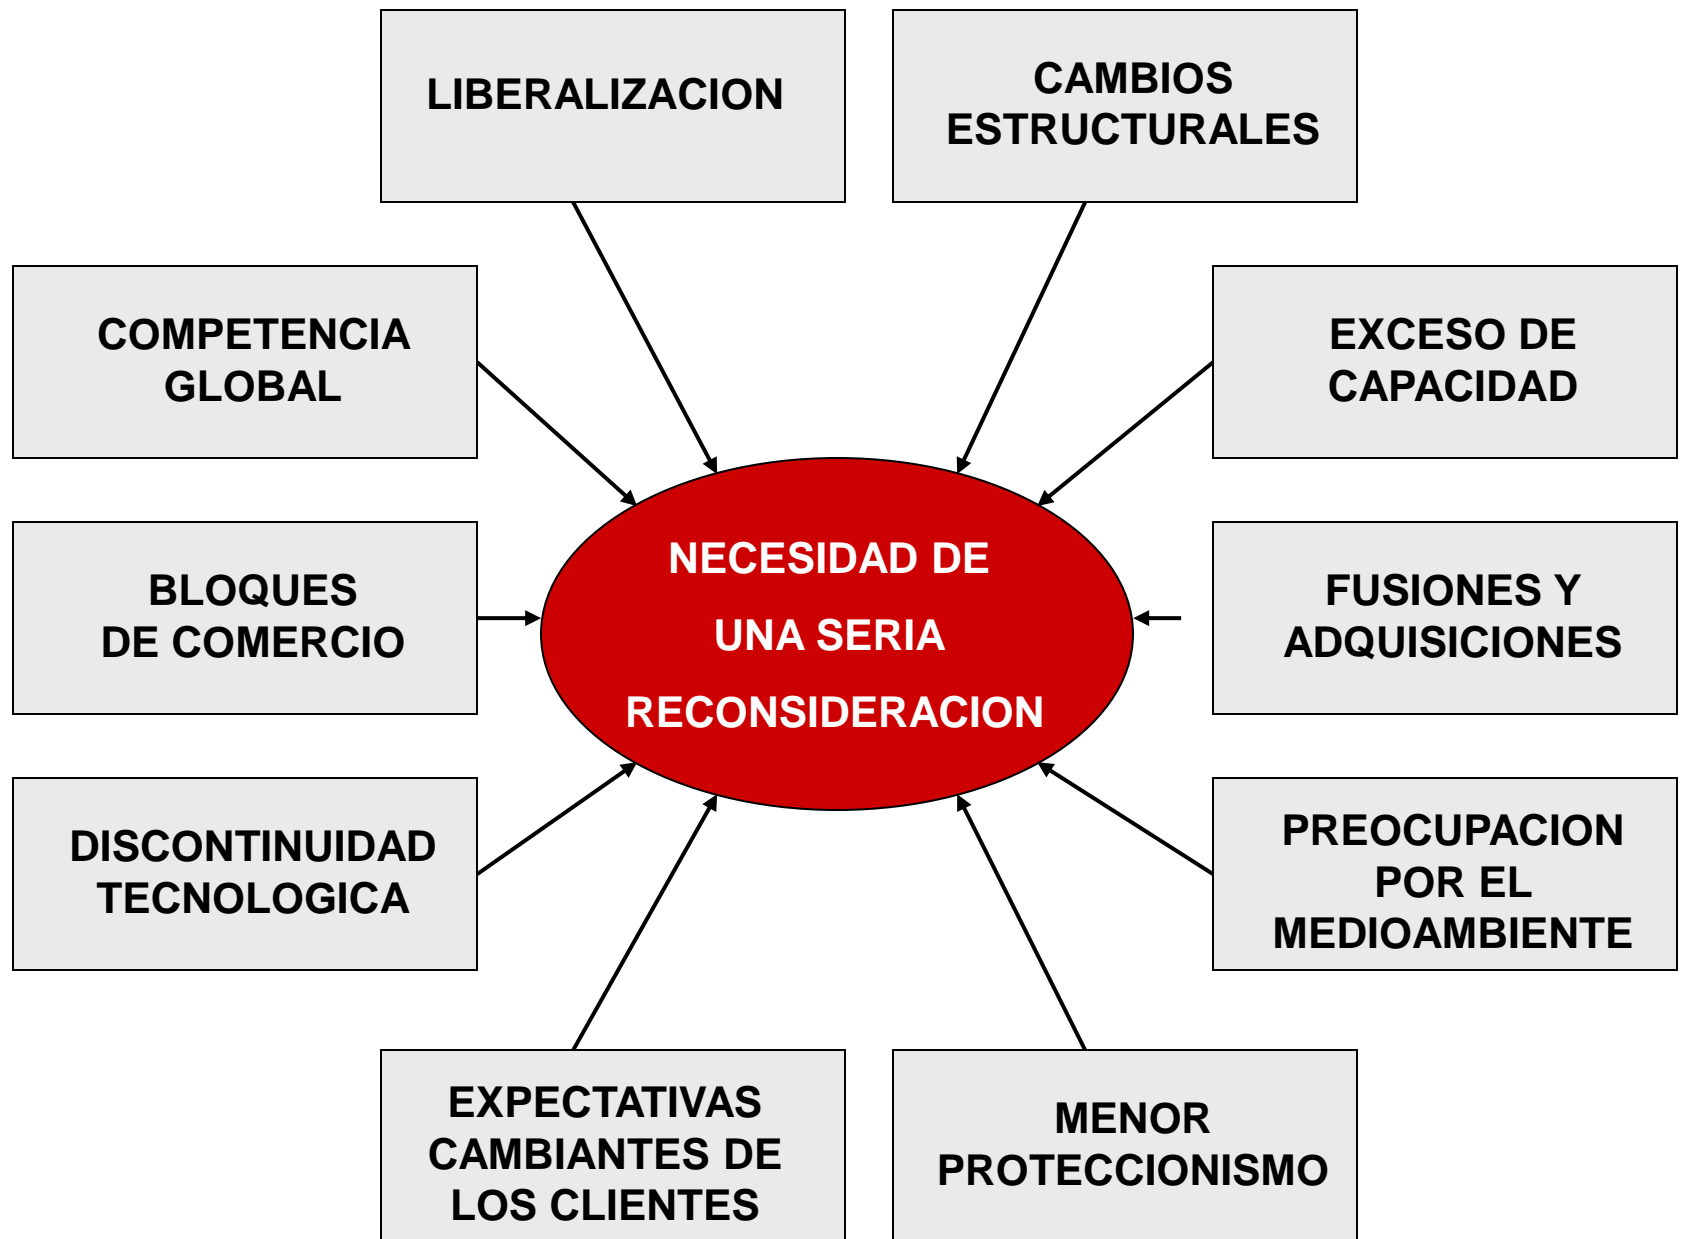 LIBERALIZACION
CAMBIOS
ESTRUCTURALES
COMPETENCIA
GLOBAL
EXCESO DE
CAPACIDAD
NECESIDAD DE
UNA SERIA
RECONSIDERACION
BLOQUES
DE COMERCIO
FUSIONES Y
ADQUISICIONES
DISCONTINUIDAD
TECNOLOGICA
PREOCUPACION
POR EL
MEDIOAMBIENTE
EXPECTATIVAS
CAMBIANTES DE
LOS CLIENTES
MENOR
PROTECCIONISMO